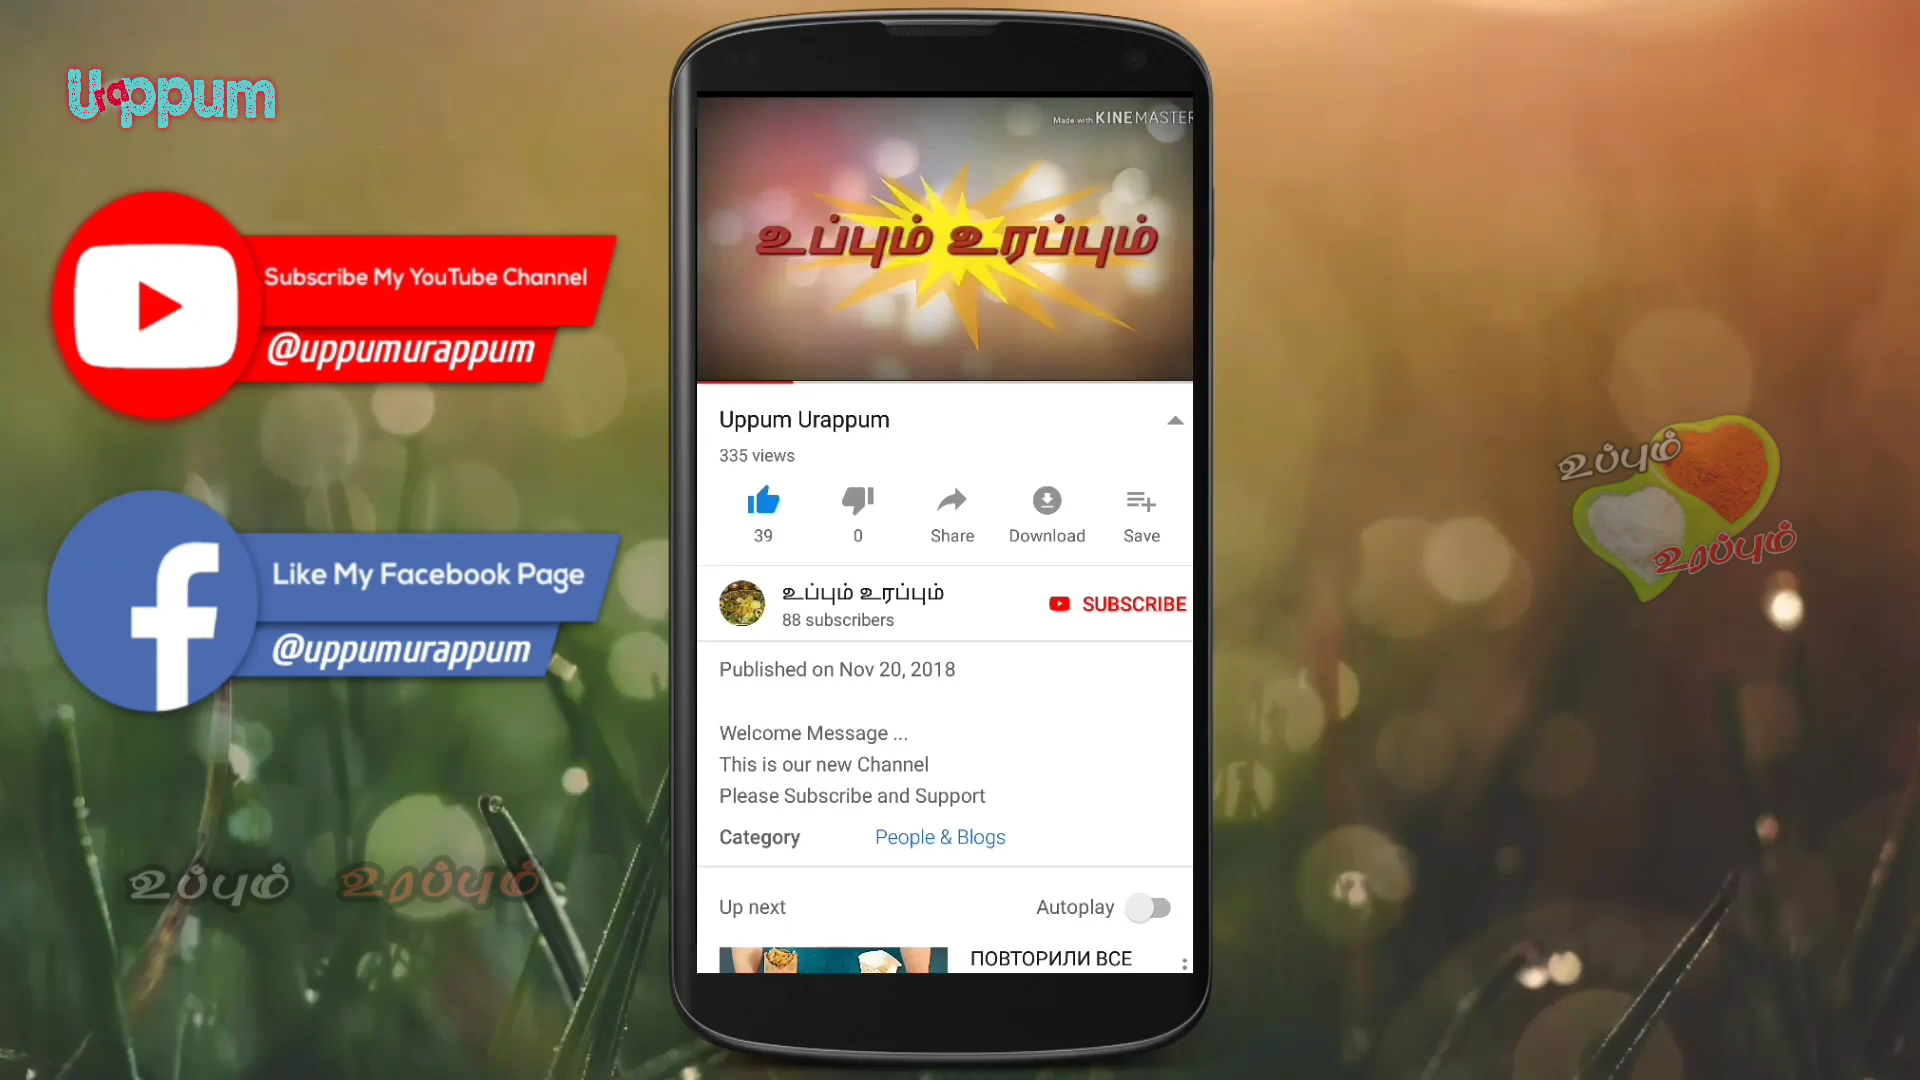 Urappum
Subscribe My YouTube Channel
@uppumurappum
Like My Facebook Page
@uppumurappum
உப்பும் உரப்பும்
Made with KINEMASTER
உப்பும் உரப்பும்
Uppum Urappum
335 views
39
0
Share
Download
Save
உப்பும் உரப்பும்
88 subscribers
SUBSCRIBE
Published on Nov 20, 2018
Welcome Message ...
This is our new Channel
Please Subscribe and Support
Category People & Blogs
Up next
Autoplay
ПОВТОРИЛИ ВСЕ
உப்பும்
உரப்பும்